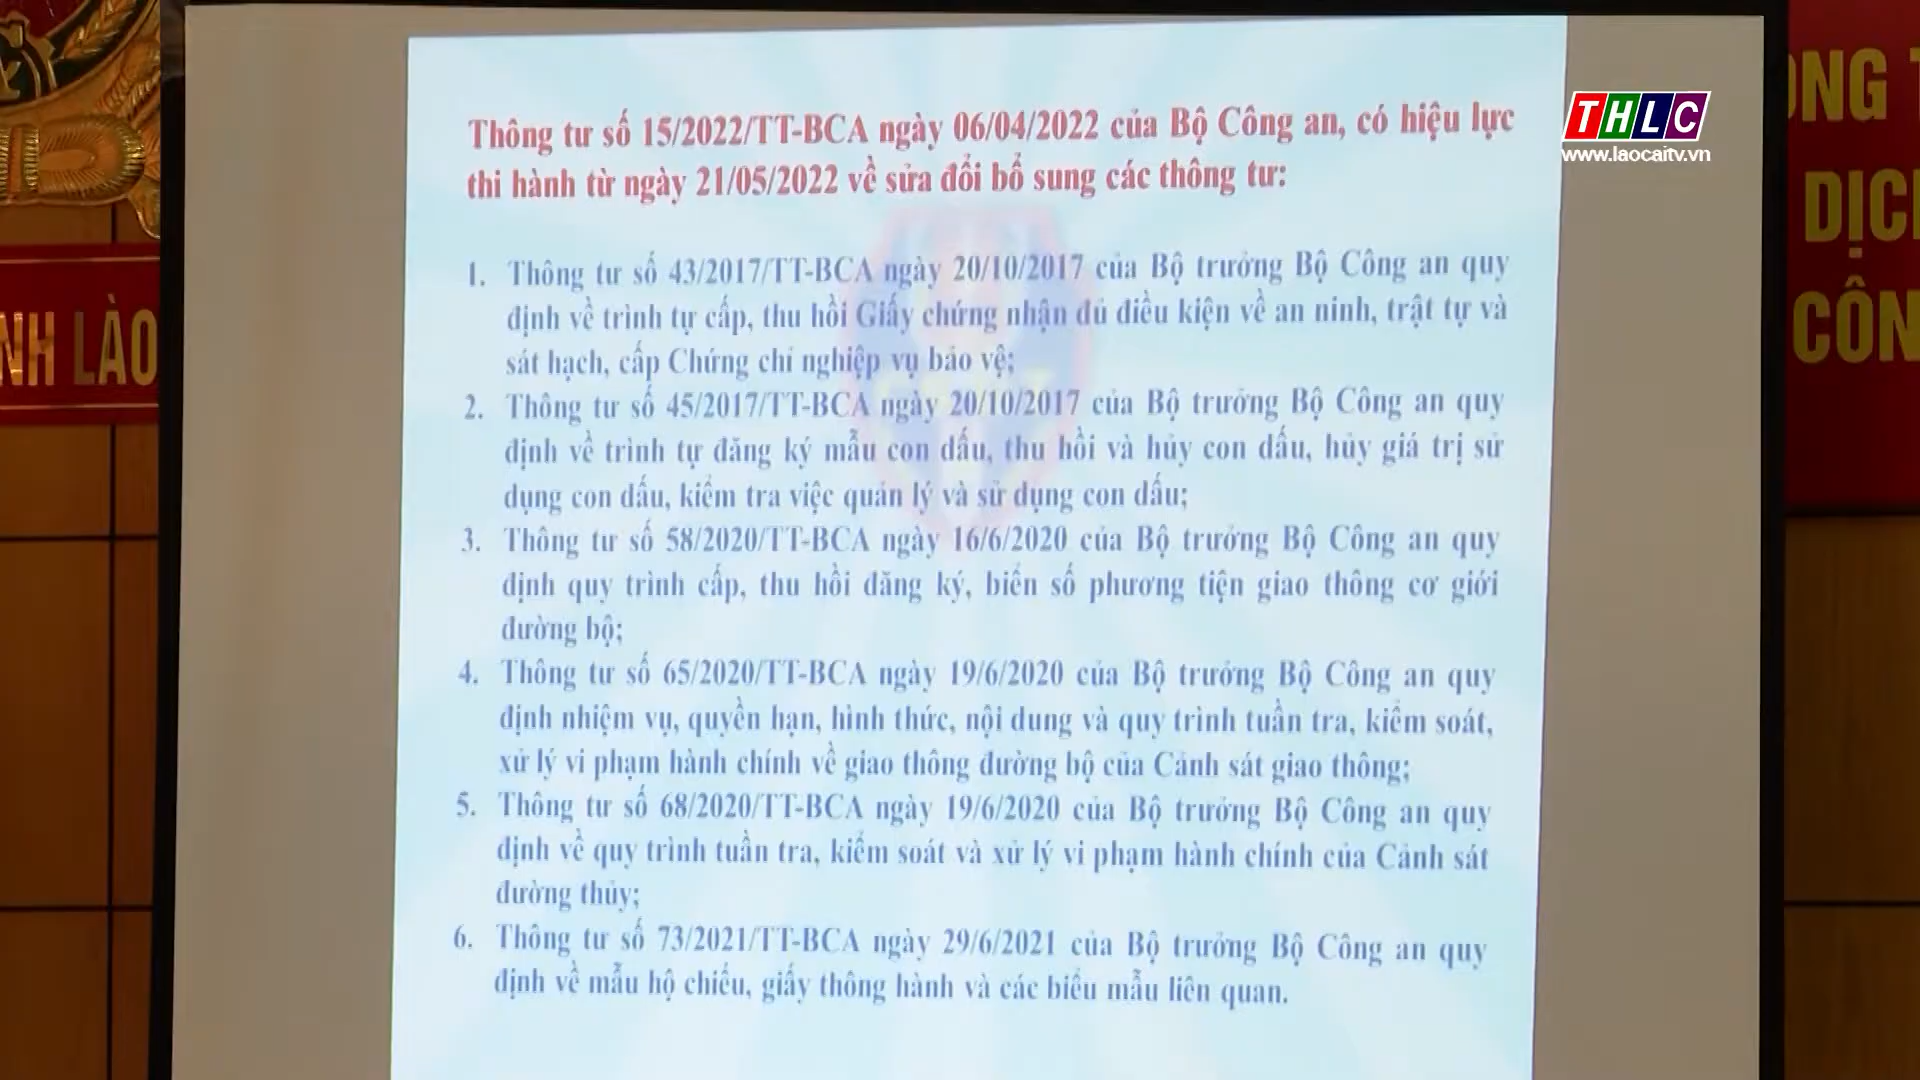 Thông tư số 15/2022/TT-BCA ngày 06/04/2022 của Bộ Công an, có hiệu lực
thi hành từ ngày 21/05/2022 về sửa đổi bổ sung các thông tư:
1. Thông tư số 43/2017/TT-BCA ngày 20/10/2017 của Bộ trưởng Bộ Công an quy
định về trình tự cấp, thu hồi Giấy chứng nhận đủ điều kiện về an ninh, trật tự và
sát hạch, cấp Chứng chỉ nghiệp vụ bảo vệ;
2. Thông tư số 45/2017/TT-BCA ngày 20/10/2017 của Bộ trưởng Bộ Công an quy
định về trình tự đăng ký mẫu con dấu, thu hồi và hủy con dấu, hủy giá trị sử
dụng con dấu, kiểm tra việc quản lý và sử dụng con dấu;
3. Thông tư số 58/2020/TT-BCA ngày 16/6/2020 của Bộ trưởng Bộ Công an quy
định quy trình cấp, thu hồi đăng ký, biển số phương tiện giao thông cơ giới
đường bộ;
4. Thông tư số 65/2020/TT-BCA ngày 19/6/2020 của Bộ trưởng Bộ Công an quy
định nhiệm vụ, quyền hạn, hình thức, nội dung và quy trình tuần tra, kiểm soát,
xử lý vi phạm hành chính về giao thông đường bộ của Cảnh sát giao thông;
5. Thông tư số 68/2020/TT-BCA ngày 19/6/2020 của Bộ trưởng Bộ Công an quy
định về quy trình tuần tra, kiểm soát và xử lý vi phạm hành chính của Cảnh sát
đường thủy;
6. Thông tư số 73/2021/TT-BCA ngày 29/6/2021 của Bộ trưởng Bộ Công an quy
định về mẫu hộ chiếu, giấy thông hành và các biểu mẫu liên quan.
THLC
www.laocaitv.vn
NH LÀO
ONG T
DỊCH
CÔN